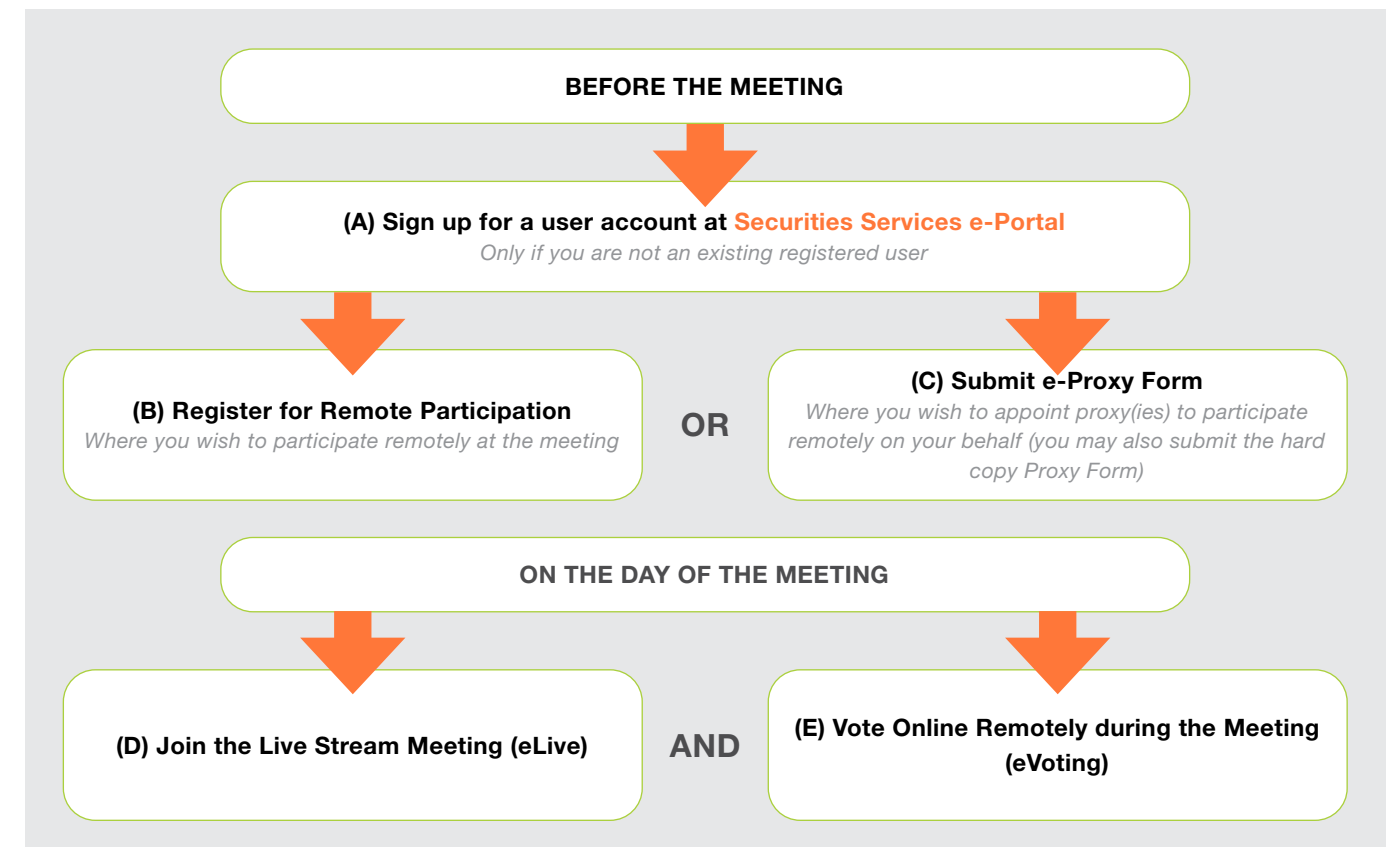 BEFORE THE MEETING
(A) Sign up for a user account at Securities Services e-Portal
Only if you are not an existing registered user
(B) Register for Remote Participation
Where you wish to participate remotely at the meeting
OR
(C) Submit e-Proxy Form
Where you wish to appoint proxy(ies) to participate
remotely on your behalf (you may also submit the hard
copy Proxy Form)
ON THE DAY OF THE MEETING
(D) Join the Live Stream Meeting (eLive)
AND
(E) Vote Online Remotely during the Meeting
(eVoting)